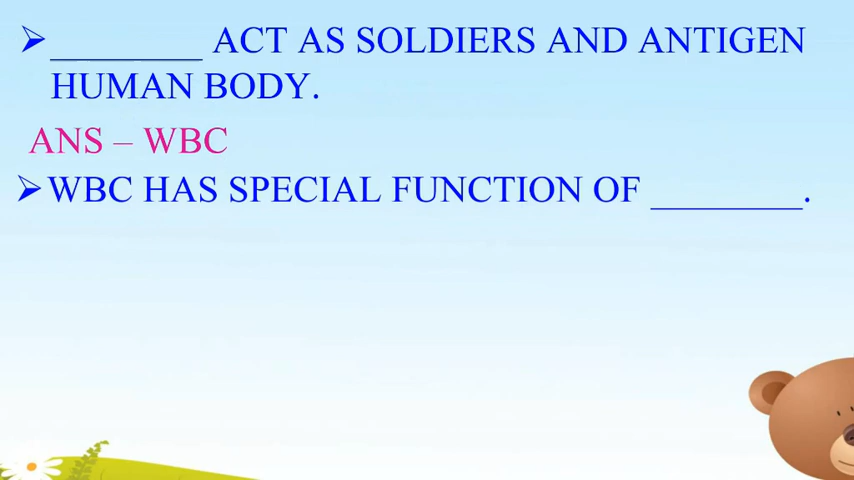 ➢________ ACT AS SOLDIERS AND ANTIGEN
HUMAN BODY.
ANS – WBC
➢WBC HAS SPECIAL FUNCTION OF ________.